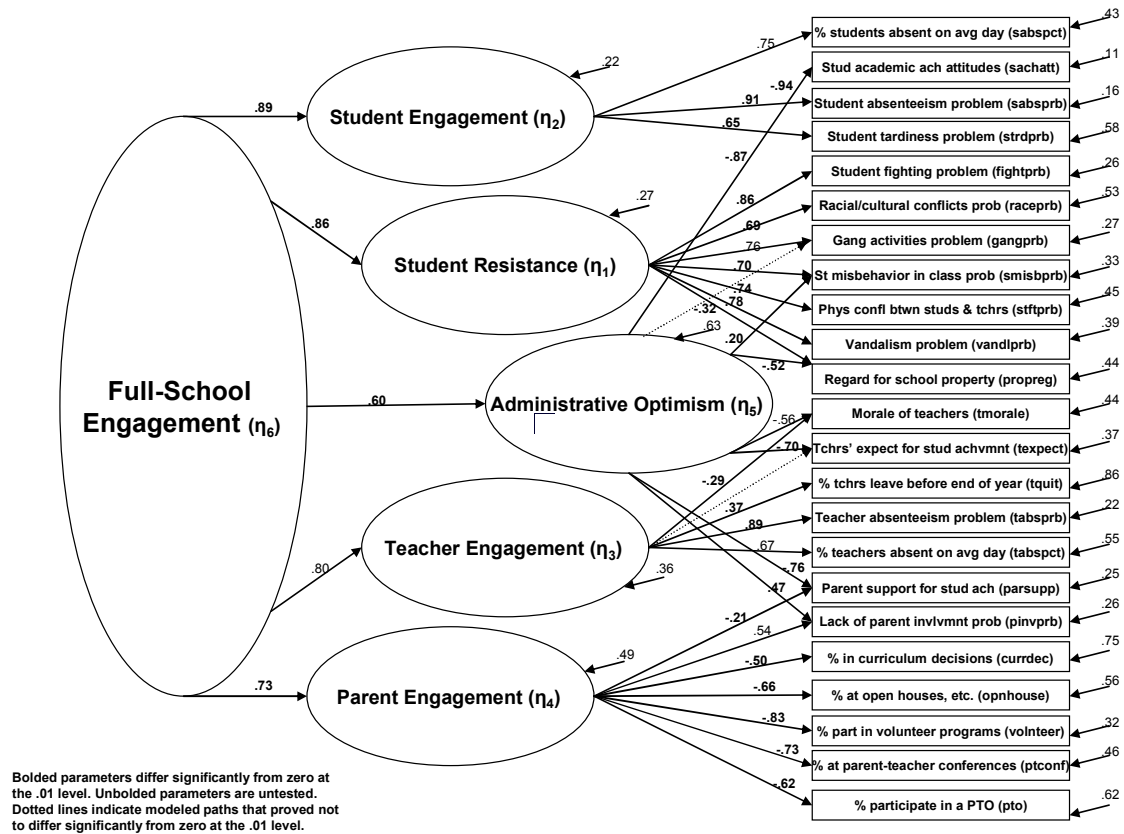 % students absent on avg day (sabspct)
.43
.75
.22
Stud academic ach attitudes (sachatt)
.11
-.94
Student absenteeism problem (sabsprb)
.16
.91
.89
Student Engagement (η2)
Student tardiness problem (strdprb)
.58
.65
-.87
Student fighting problem (fightprb)
.26
.86
.27
Racial/cultural conflicts prob (raceprb)
.53
.69
.86
Gang activities problem (gangprb)
.27
.76
Student Resistance (η1)
St misbehavior in class prob (smisbprb)
.33
.70
Phys confl btwn studs & tchrs (stftprb)
.45
.74
.78
-.32
.63
Vandalism problem (vandlprb)
.39
.20
Regard for school property (propreg)
.44
-.52
Full-School
Engagement (η6)
.60
Administrative Optimism (η5)
Morale of teachers (tmorale)
.44
-.56
Tchrs' expect for stud achvmnt (texpect)
.37
-.70
-.29
% tchrs leave before end of year (tquit)
.86
.37
Teacher absenteeism problem (tabsprb)
.22
.89
Teacher Engagement (η3)
% teachers absent on avg day (tabspct)
.55
.67
.80
.36
-.76
.47
Parent support for stud ach (parsupp)
.25
-.21
Lack of parent invlvmnt prob (pinvprb)
.26
.54
.49
% in curriculum decisions (currdec)
.75
-.50
.73
Parent Engagement (η4)
% at open houses, etc. (opnhouse)
.56
-.66
% part in volunteer programs (volnteer)
.32
-.83
% at parent-teacher conferences (ptconf)
.46
-.73
% participate in a PTO (pto)
.62
-.62
Bolded parameters differ significantly from zero at
the .01 level. Unbolded parameters are untested.
Dotted lines indicate modeled paths that proved not
to differ significantly from zero at the .01 level.